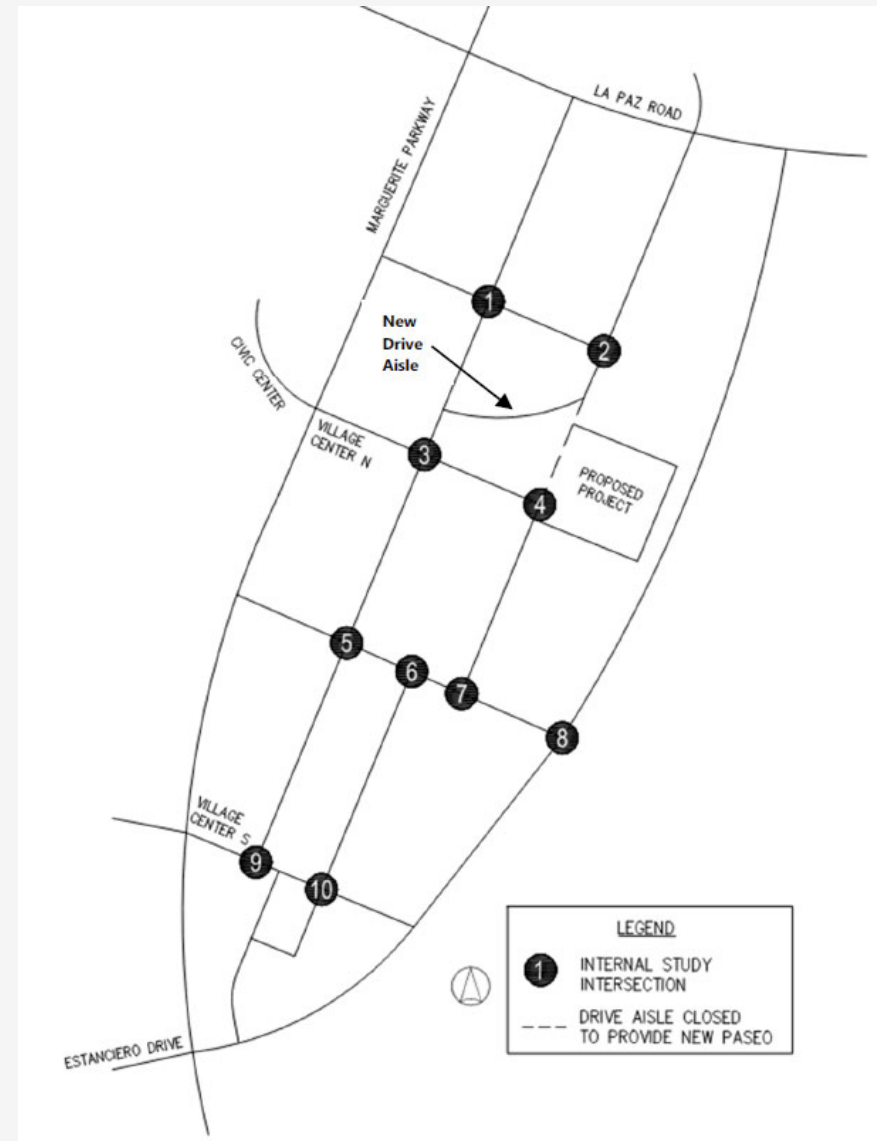 LA PAZ ROAD
MARGUERITE PARKWAY
1
New
Drive
Aisle
2
CIVIC CENTER
VILLAGE
CENTER N
3
PROPOSED
PROJECT
4
5
6
7
8
VILLAGE
CENTER S
9
10
LEGEND
1
INTERNAL STUDY
INTERSECTION
DRIVE AISLE CLOSED
TO PROVIDE NEW PASEO
ESTANCIERO DRIVE